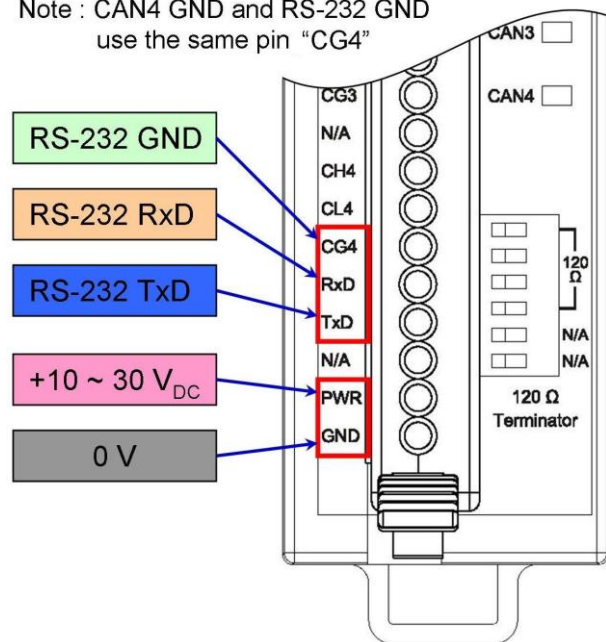 Note : CAN4 GND and RS-232 GND
use the same pin “CG4”
RS-232 GND
RS-232 RxD
RS-232 TxD
+10 ~ 30 VDC
0 V
CG3
N/A
CH4
CL4
CG4
RxD
TxD
N/A
PWR
GND
CAN3
CAN4
120
Ω
N/A
N/A
120 Ω
Terminator